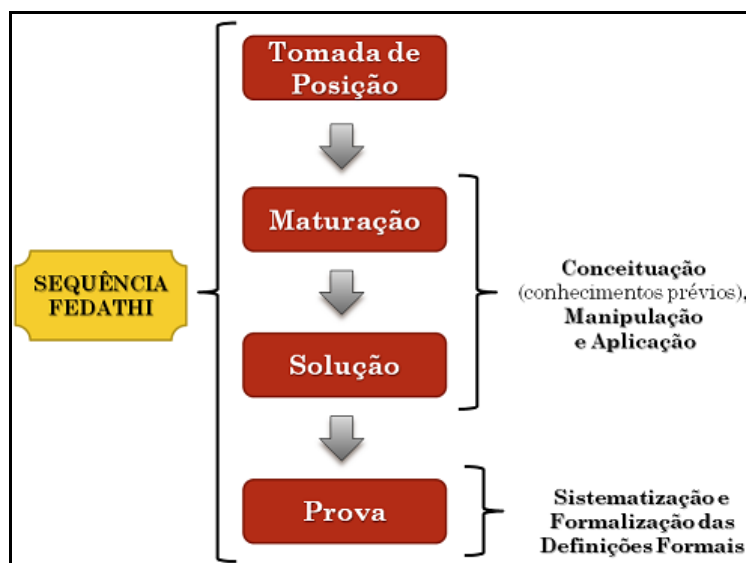 Tomada de
Posição
Maturação
SEQUÊNCIA
FEDATHI
Conceituação
(conhecimentos prévios),
Manipulação
e Aplicação
Solução
Prova
Sistematização e
Formalização das
Definições Formais